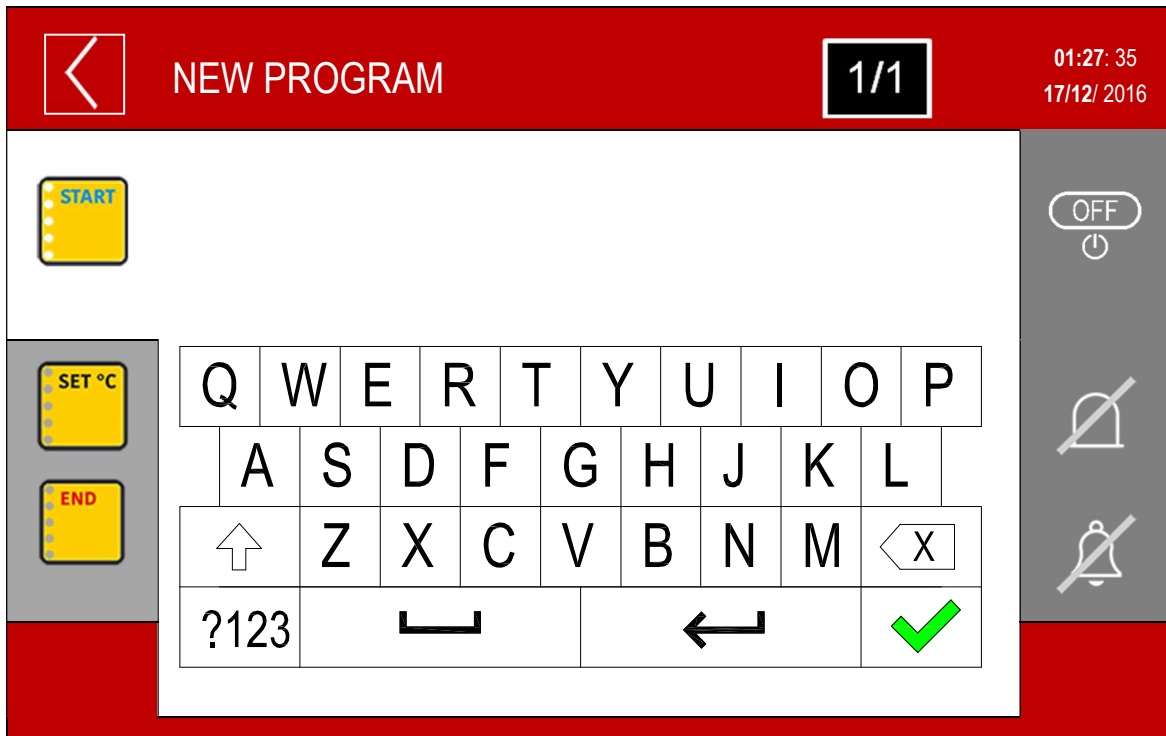 NEW PROGRAM
1/1
01:27: 35
17/12/ 2016
START
OFF
SET °C
END
Q W E R T Y U I O P
A S D F G H J K L
Z X C V B N M X
?123